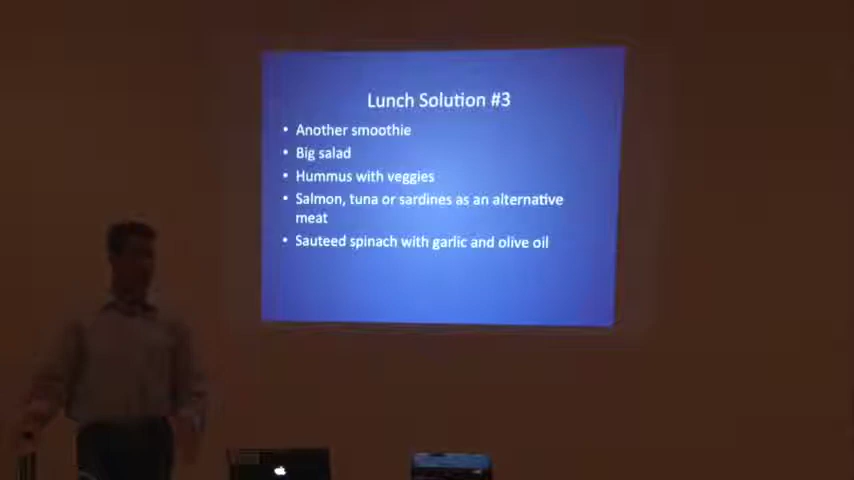 Lunch Solution #3
• Another smoothie
• Big salad
• Hummus with veggies
• Salmon, tuna or sardines as an alternative
meat
• Sauteed spinach with garlic and olive oil